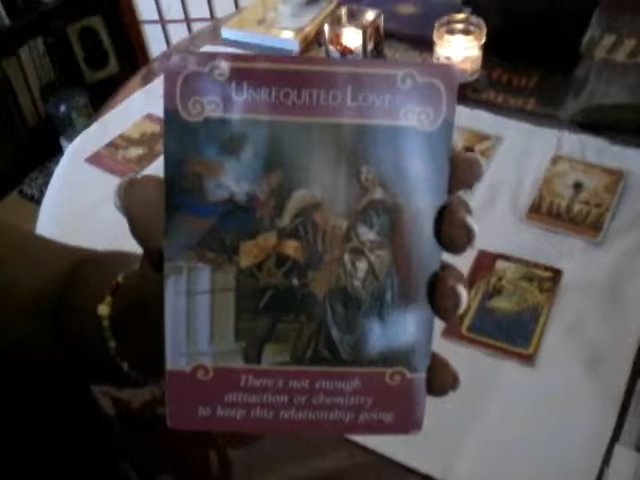 UNREQUITED LOVE
There's not enough
attraction or chemistry
to keep this relationship going